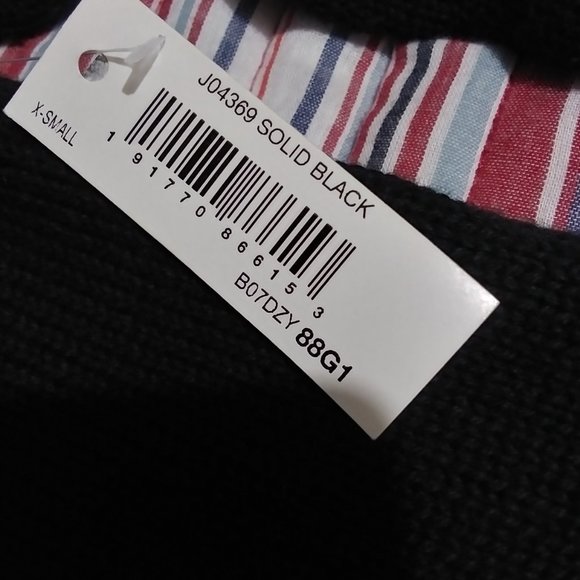 J04369 SOLID BLACK
X-SMALL
1 91770 86615 3
B07DZY 88G1